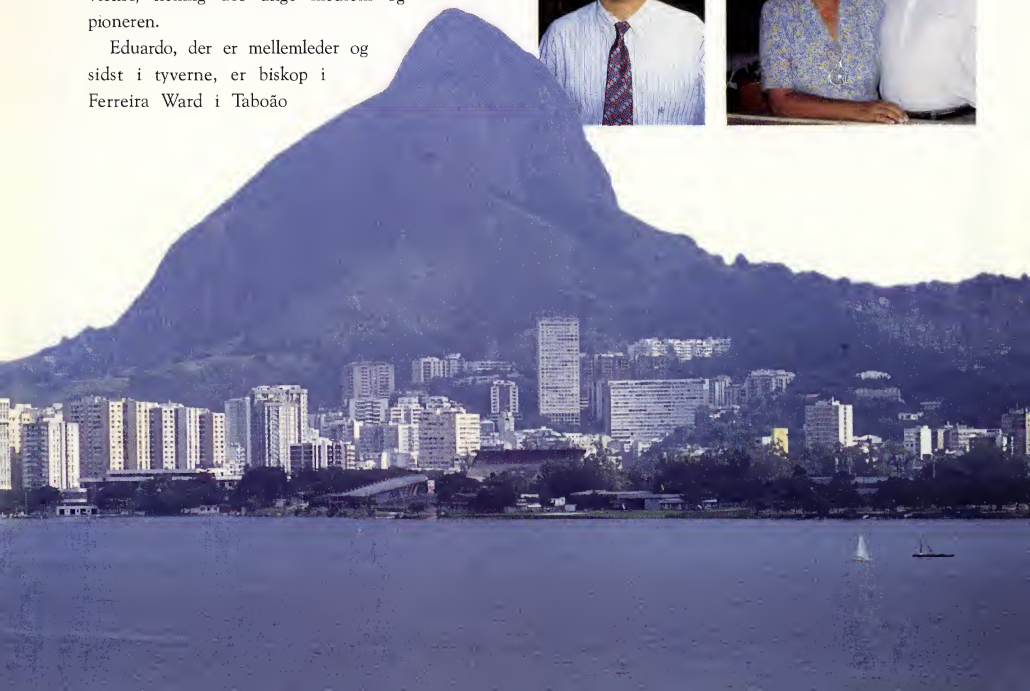 pioneren.
Eduardo, der er mellemleder og
sidst i tyverne, er biskop i
Ferreira Ward i Taboão